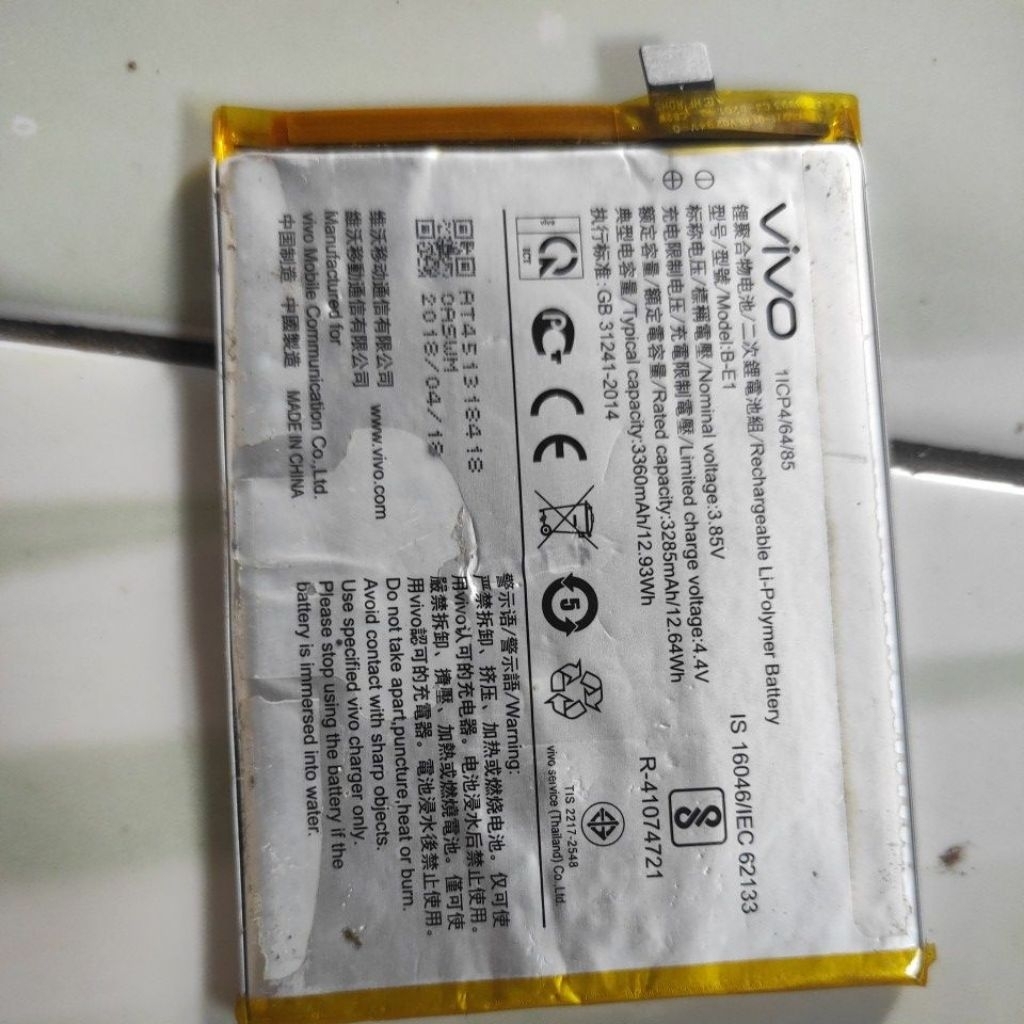 vivo 1ICP4/64/85
锂聚合物电池/二次鋰電池組/Rechargeable Li-Polymer Battery
型号/型號/Model:B-E1
标称电压/標稱電壓/Nominal voltage:3.85V
充电限制电压/充電限制電壓/Limited charge voltage:4.4V
额定容量/額定電容量/Rated capacity:3285mAh/12.64Wh
典型电容量/Typical capacity:3360mAh/12.93Wh
执行标准:GB 31241-2014
IS 16046/IEC 62133
R-41074721
TIS 2217-2548
vivo service (Thailand) Co.,Ltd.
PC
CE
5
AT45131B4418
2018/04/18
维沃移动通信有限公司 www.vivo.com
維沃移動通信有限公司
Manufactured for
vivo Mobile Communication Co.,Ltd.
中国制造 中國製造 MADE IN CHINA
警示语/警示語/Warning:
严禁拆卸、挤压、加热或燃烧电池。仅可使
用vivo认可的充电器。电池浸水后禁止使用。
嚴禁拆卸、擠壓、加熱或燃燒電池。僅可使
用vivo認可的充電器。電池浸水後禁止使用。
Do not take apart,puncture,heat or burn.
Avoid contact with sharp objects.
Use specified vivo charger only.
Please stop using the battery if the
battery is immersed into water.